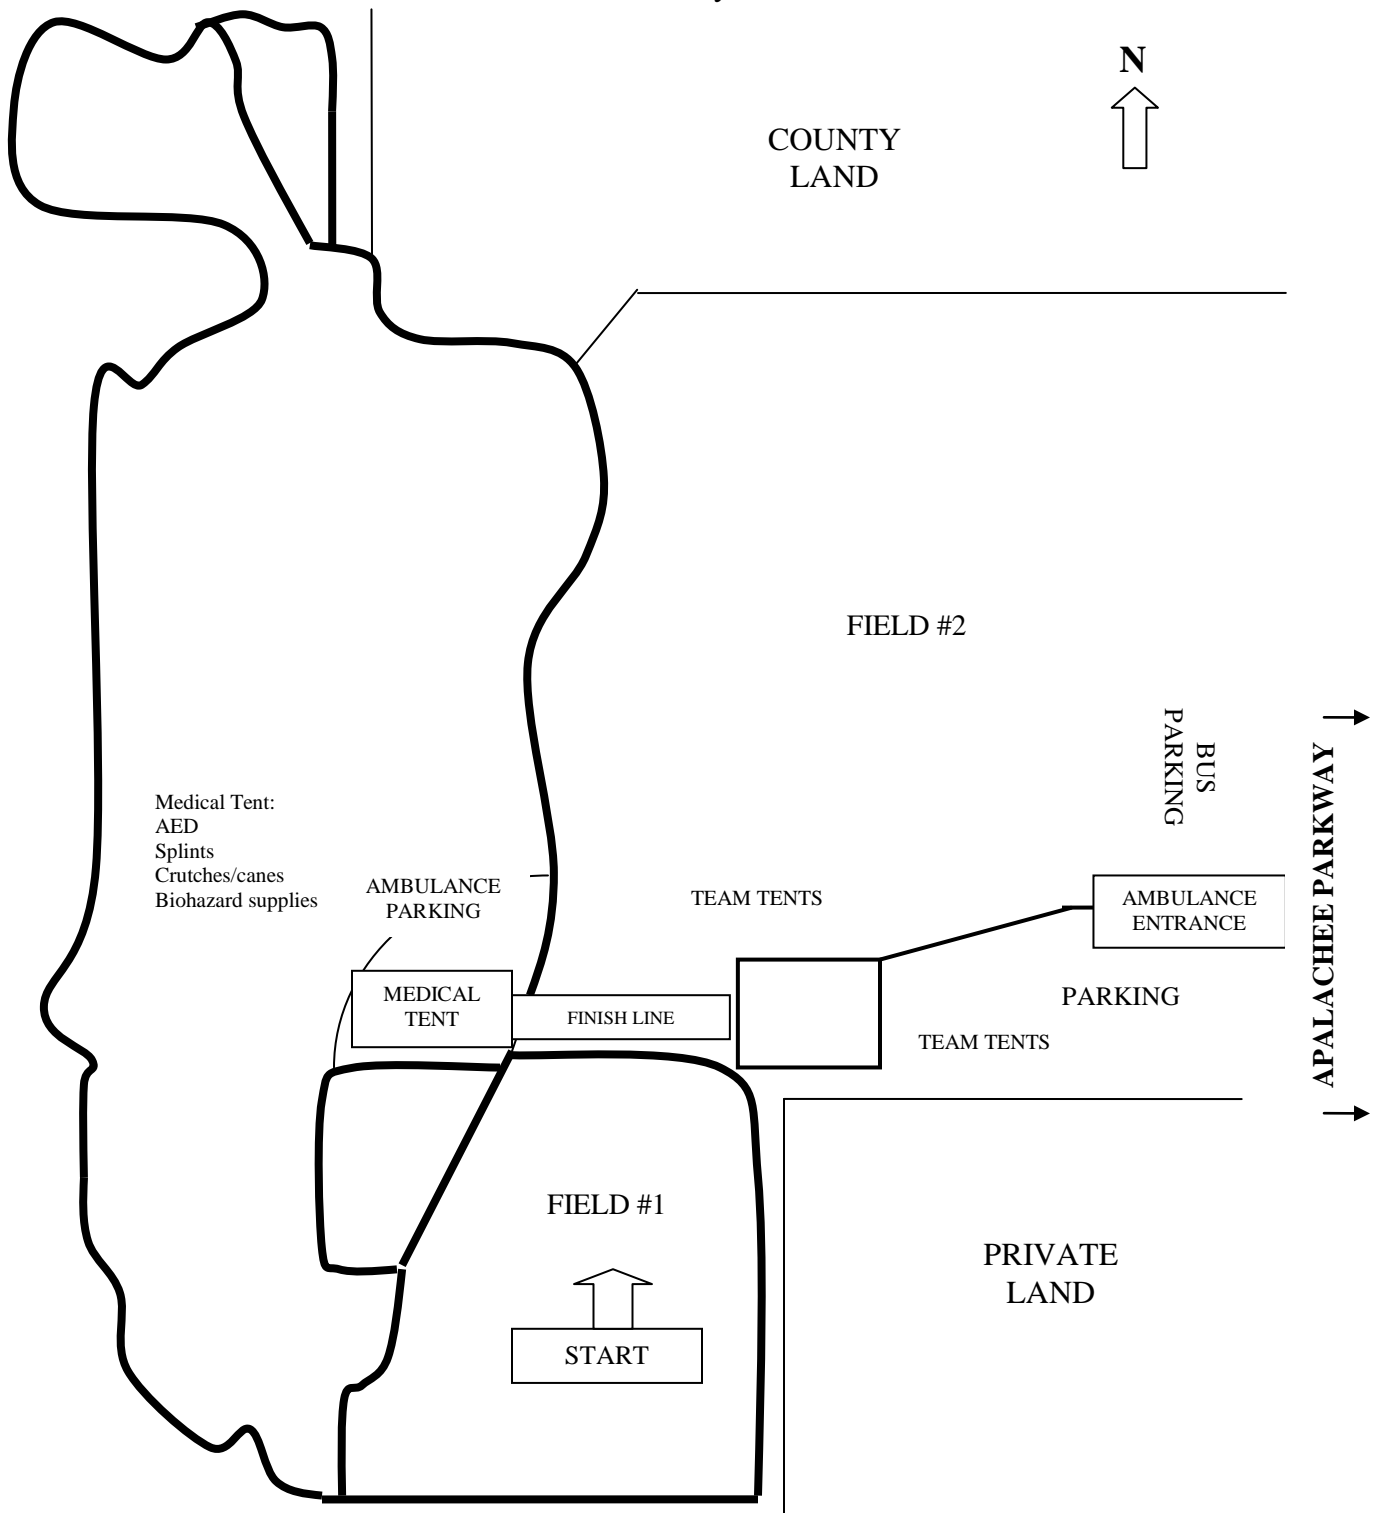 N
COUNTY
LAND
FIELD #2
BUS
PARKING
APALACHEE PARKWAY
Medical Tent:
AED
Splints
Crutches/canes
Biohazard supplies
AMBULANCE
PARKING
TEAM TENTS
AMBULANCE
ENTRANCE
MEDICAL
TENT
FINISH LINE
PARKING
TEAM TENTS
FIELD #1
START
PRIVATE
LAND